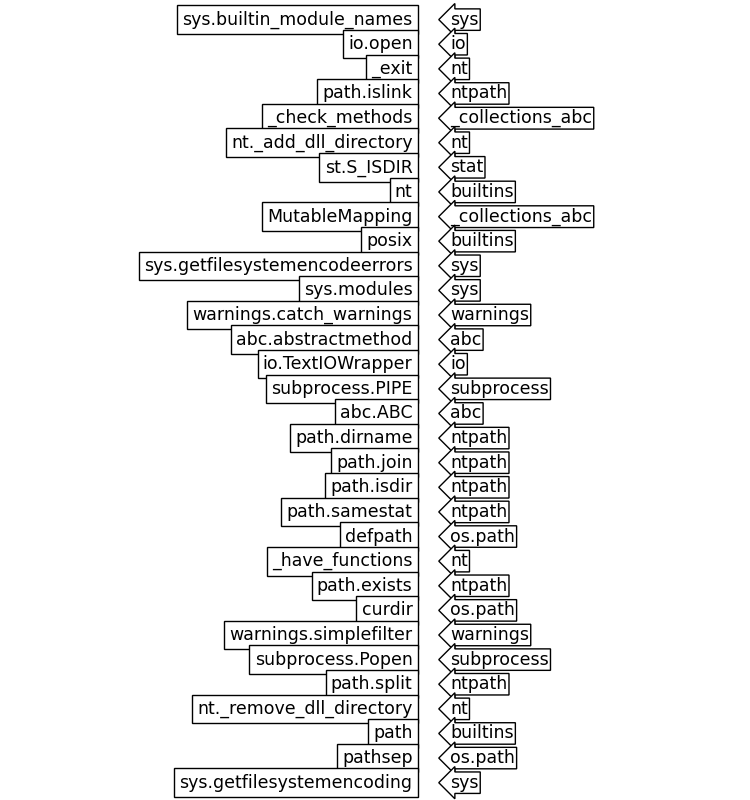 sys.builtin_module_names sys
io.open io
_exit nt
path.islink ntpath
_check_methods _collections_abc
nt._add_dll_directory nt
st.S_ISDIR stat
nt builtins
MutableMapping _collections_abc
posix builtins
sys.getfilesystemencodeerrors sys
sys.modules sys
warnings.catch_warnings warnings
abc.abstractmethod abc
io.TextIOWrapper io
subprocess.PIPE subprocess
abc.ABC abc
path.dirname ntpath
path.join ntpath
path.isdir ntpath
path.samestat ntpath
defpath os.path
_have_functions nt
path.exists ntpath
curdir os.path
warnings.simplefilter warnings
subprocess.Popen subprocess
path.split ntpath
nt._remove_dll_directory nt
path builtins
pathsep os.path
sys.getfilesystemencoding sys